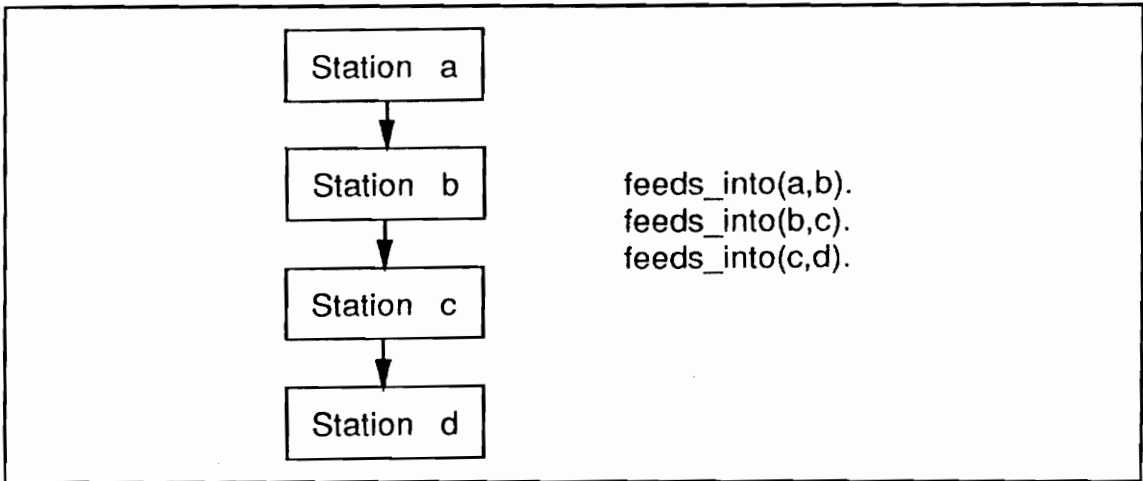 Station a
Station b
feeds_into(a,b).
feeds_into(b,c).
feeds_into(c,d).
Station c
Station d